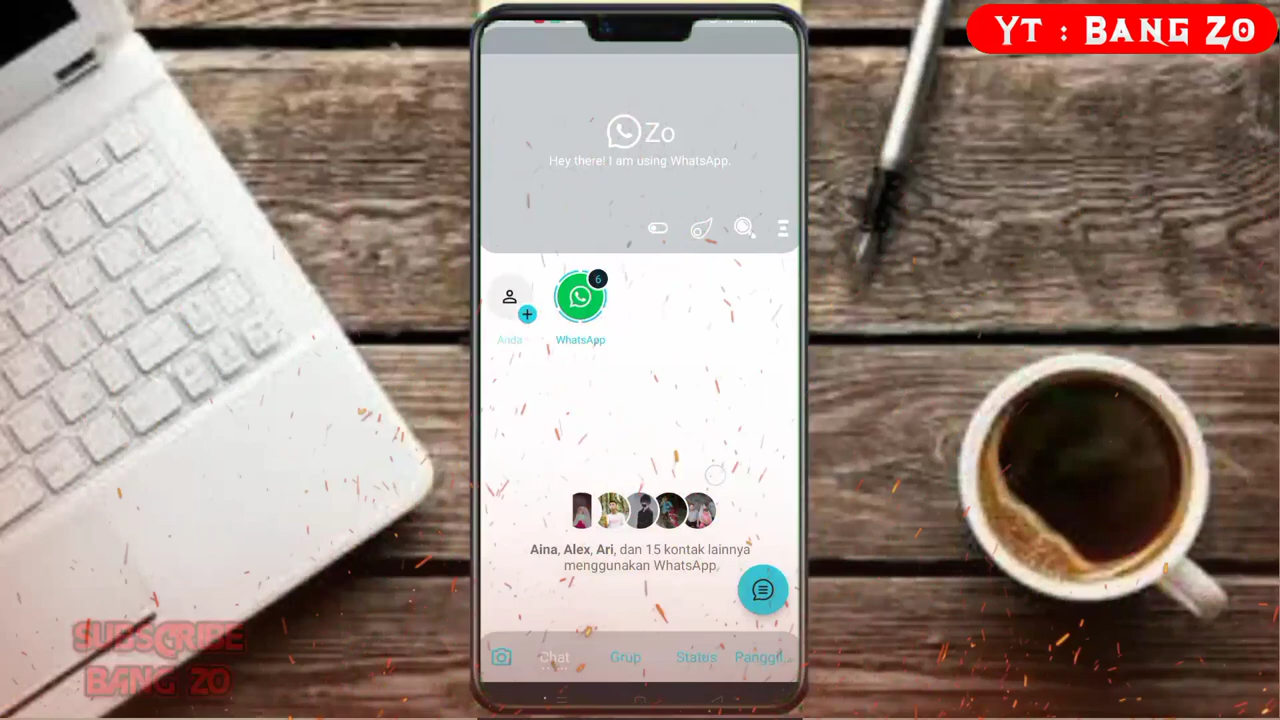 Yt : Bang Zo
Zo
Hey there! I am using WhatsApp.
6
Anda
WhatsApp
Aina, Alex, Ari, dan 15 kontak lainnya
menggunakan WhatsApp
Chat
Grup
Status
Panggil...
SUBSCRIBE
BANG ZO